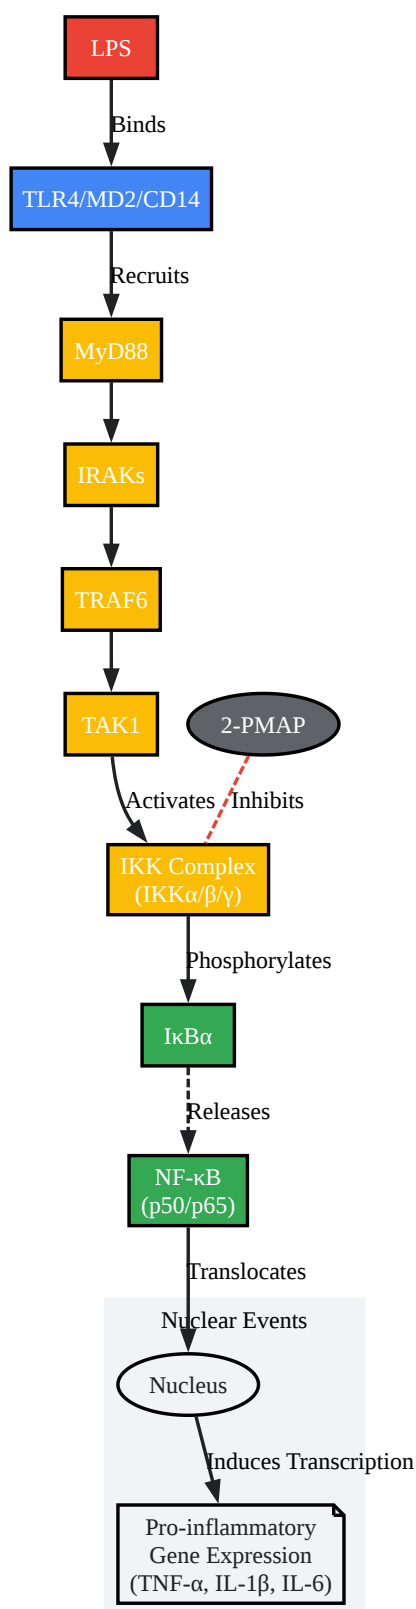 LPS
Binds
TLR4/MD2/CD14
Recruits
MyD88
IRAKs
TRAF6
TAK1
2-PMAP
Activates
Inhibits
IKK Complex
(IKKα/β/γ)
Phosphorylates
IκBα
Releases
NF-κB
(p50/p65)
Translocates
Nuclear Events
Nucleus
Induces Transcription
Pro-inflammatory
Gene Expression
(TNF-α, IL-1β, IL-6)